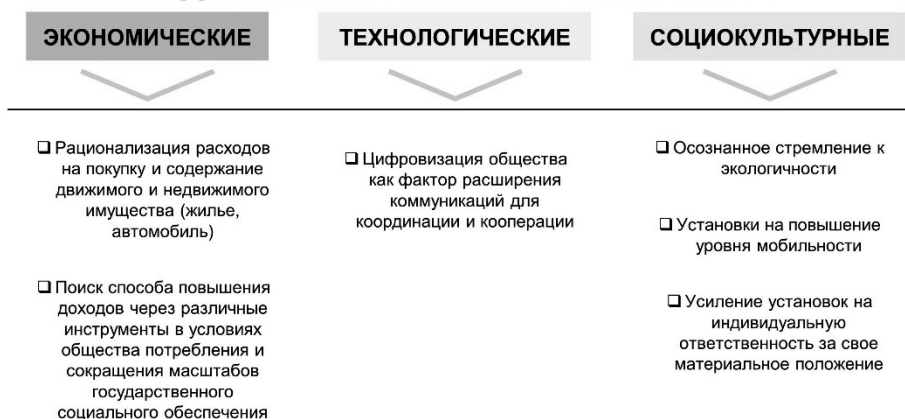 ЭКОНОМИЧЕСКИЕ
ТЕХНОЛОГИЧЕСКИЕ
СОЦИОКУЛЬТУРНЫЕ
❑ Рационализация расходов
на покупку и содержание
движимого и недвижимого
имущества (жилье,
автомобиль)
❑ Поиск способа повышения
доходов через различные
инструменты в условиях
общества потребления и
сокращения масштабов
государственного
социального обеспечения
❑ Цифровизация общества
как фактор расширения
коммуникаций для
координации и кооперации
❑ Осознанное стремление к
экологичности
❑ Установки на повышение
уровня мобильности
❑ Усиление установок на
индивидуальную
ответственность за свое
материальное положение